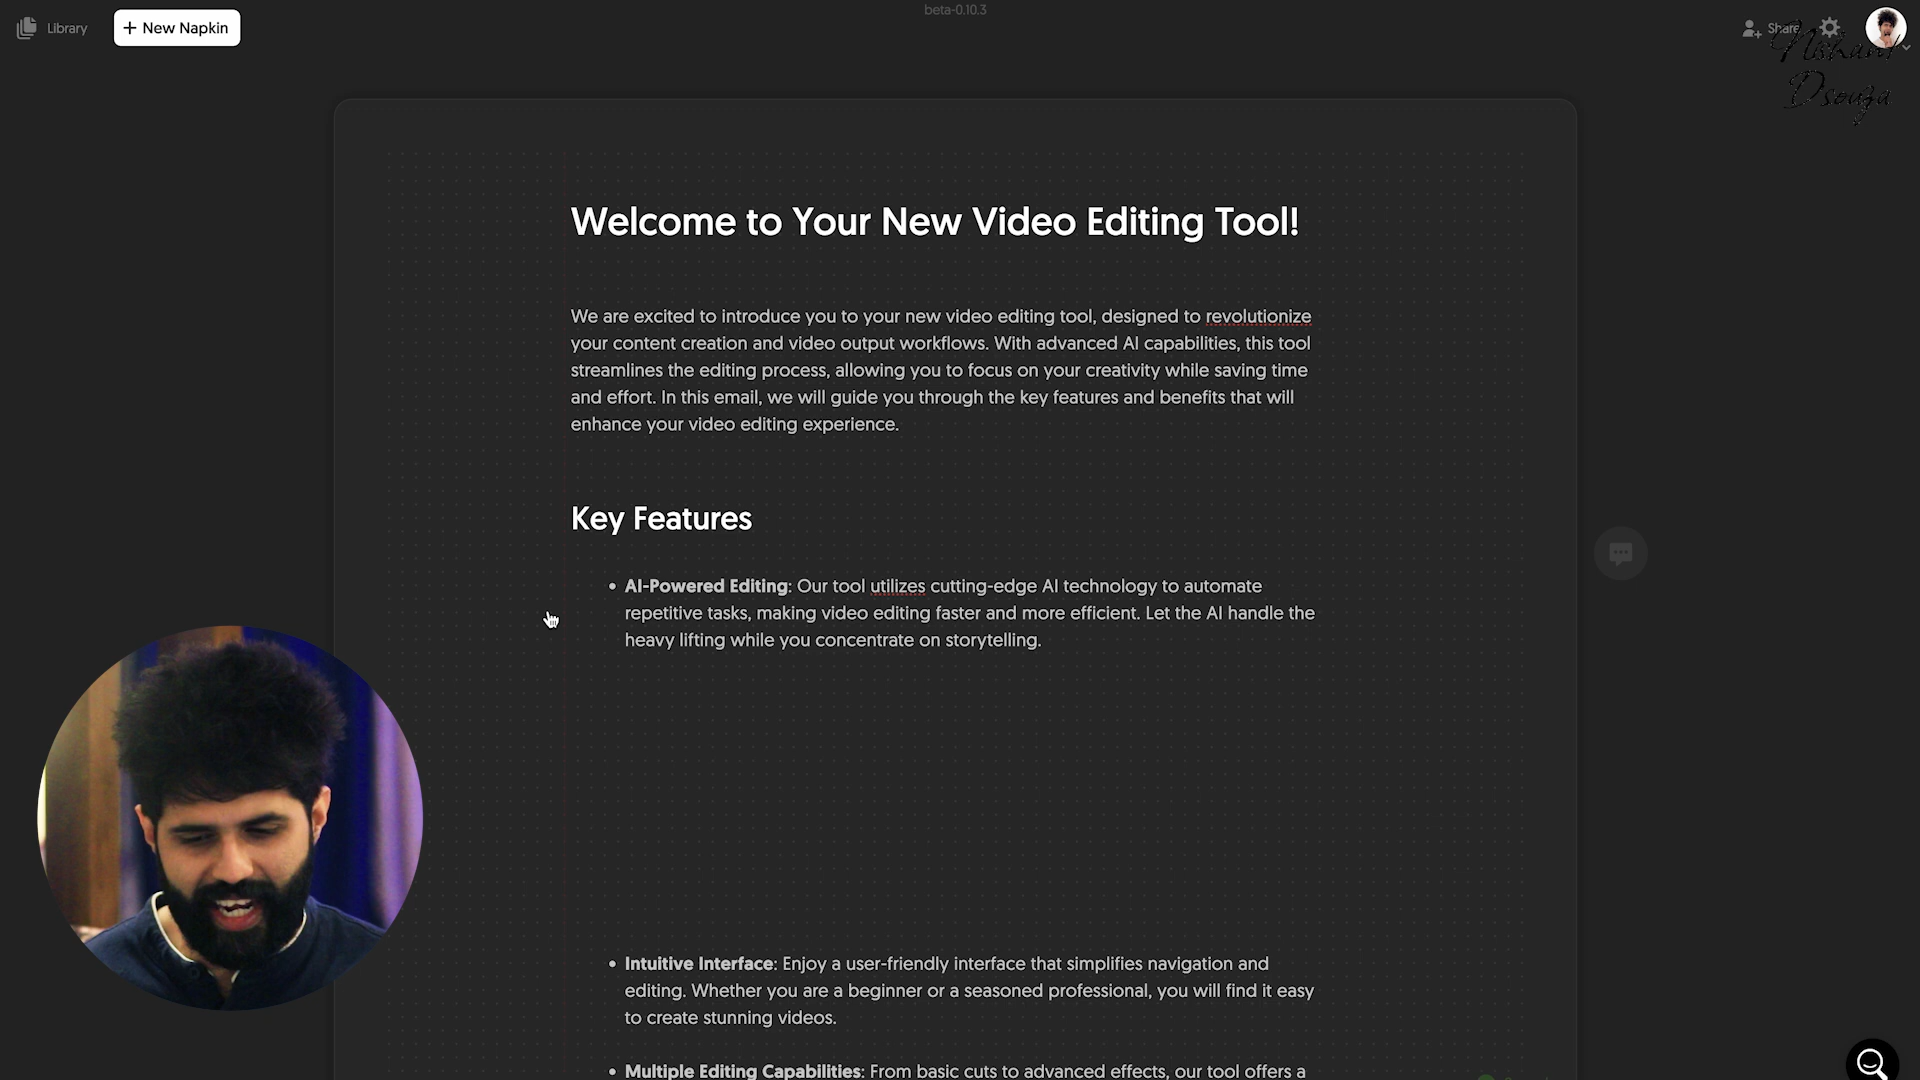 beta-0.10.3
Library
+ New Napkin
Share
Dsouza
Welcome to Your New Video Editing Tool!
We are excited to introduce you to your new video editing tool, designed to revolutionize
your content creation and video output workflows. With advanced AI capabilities, this tool
streamlines the editing process, allowing you to focus on your creativity while saving time
and effort. In this email, we will guide you through the key features and benefits that will
enhance your video editing experience.
Key Features
• AI-Powered Editing: Our tool utilizes cutting-edge AI technology to automate
repetitive tasks, making video editing faster and more efficient. Let the AI handle the
heavy lifting while you concentrate on storytelling.
• Intuitive Interface: Enjoy a user-friendly interface that simplifies navigation and
editing. Whether you are a beginner or a seasoned professional, you will find it easy
to create stunning videos.
• Multiple Editing Capabilities: From basic cuts to advanced effects, our tool offers a